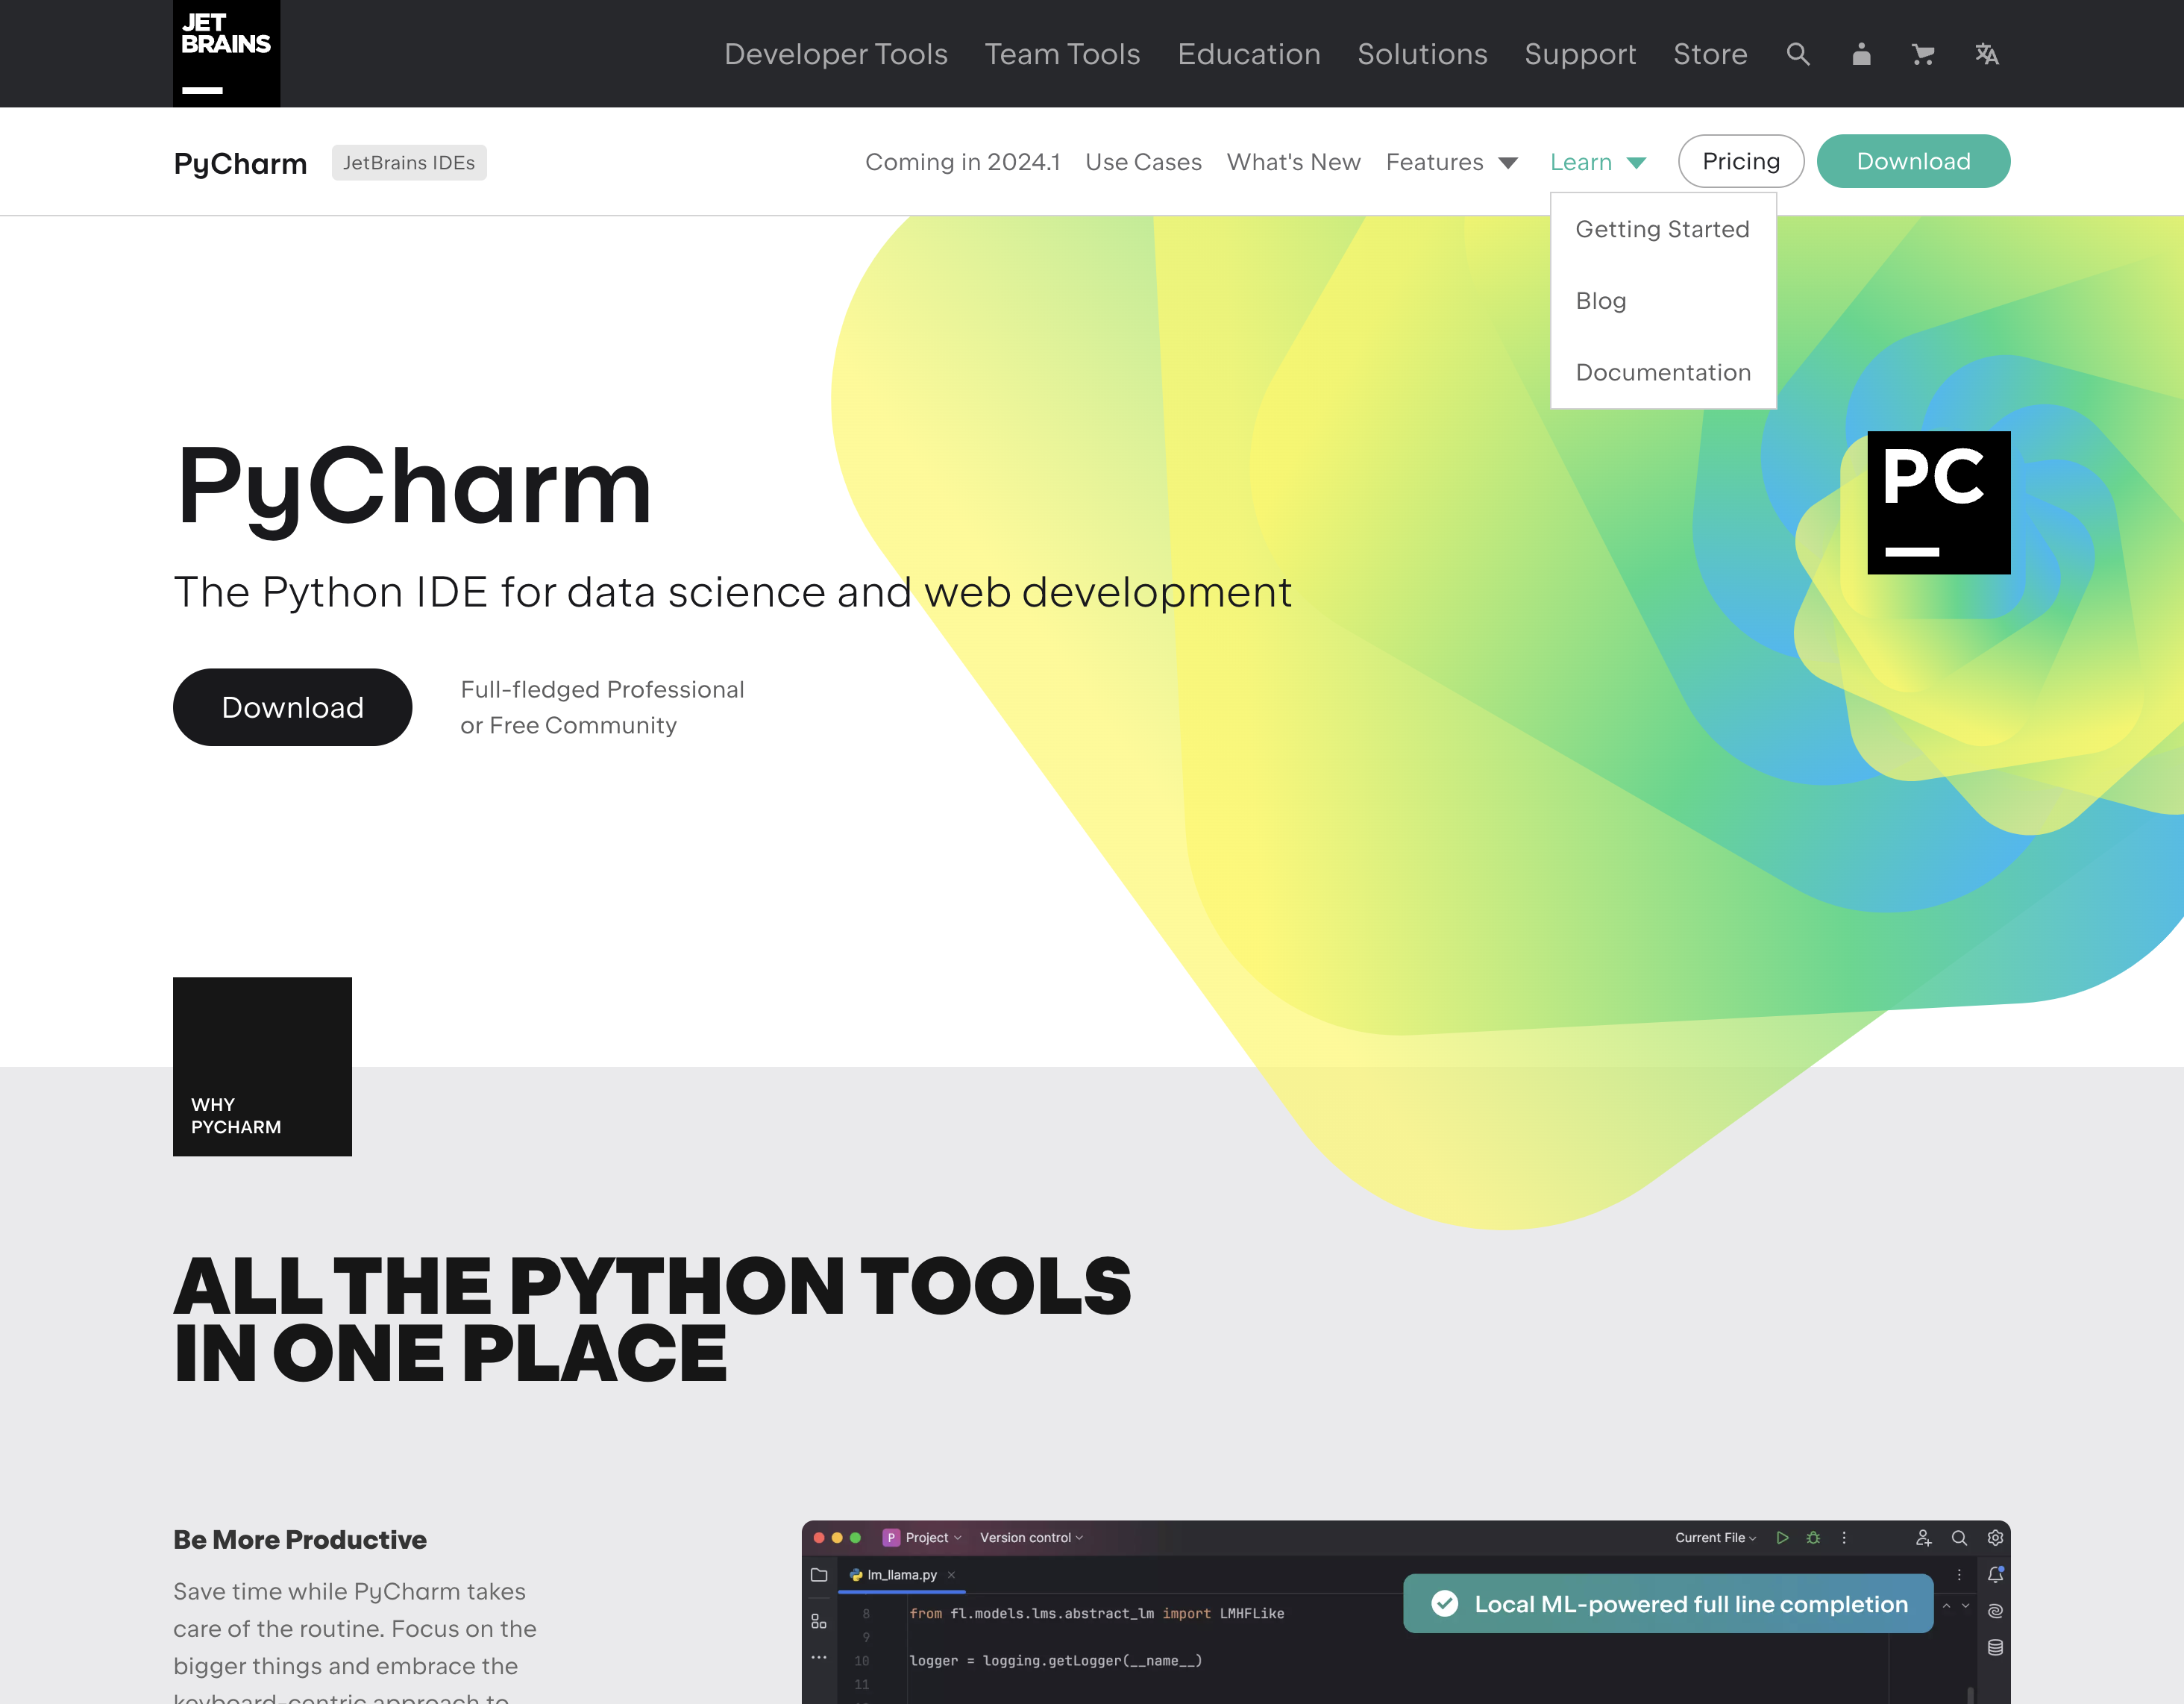 JET
BRAINS
Developer Tools Team Tools Education Solutions Support Store
PyCharm JetBrains IDEs Coming in 2024.1 Use Cases What's New Features Learn Pricing Download
Getting Started
Blog
Documentation
PC
PyCharm
The Python IDE for data science and web development
Download
Full-fledged Professional
or Free Community
WHY
PYCHARM
ALL THE PYTHON TOOLS
IN ONE PLACE
Be More Productive
Save time while PyCharm takes
care of the routine. Focus on the
bigger things and embrace the
keyboard-centric approach to
P Project Version control Current File
lm_llama.py
Local ML-powered full line completion
8 from fl.models.lms.abstract_lm import LMHFLike
9
10 logger = logging.getLogger(__name__)
11